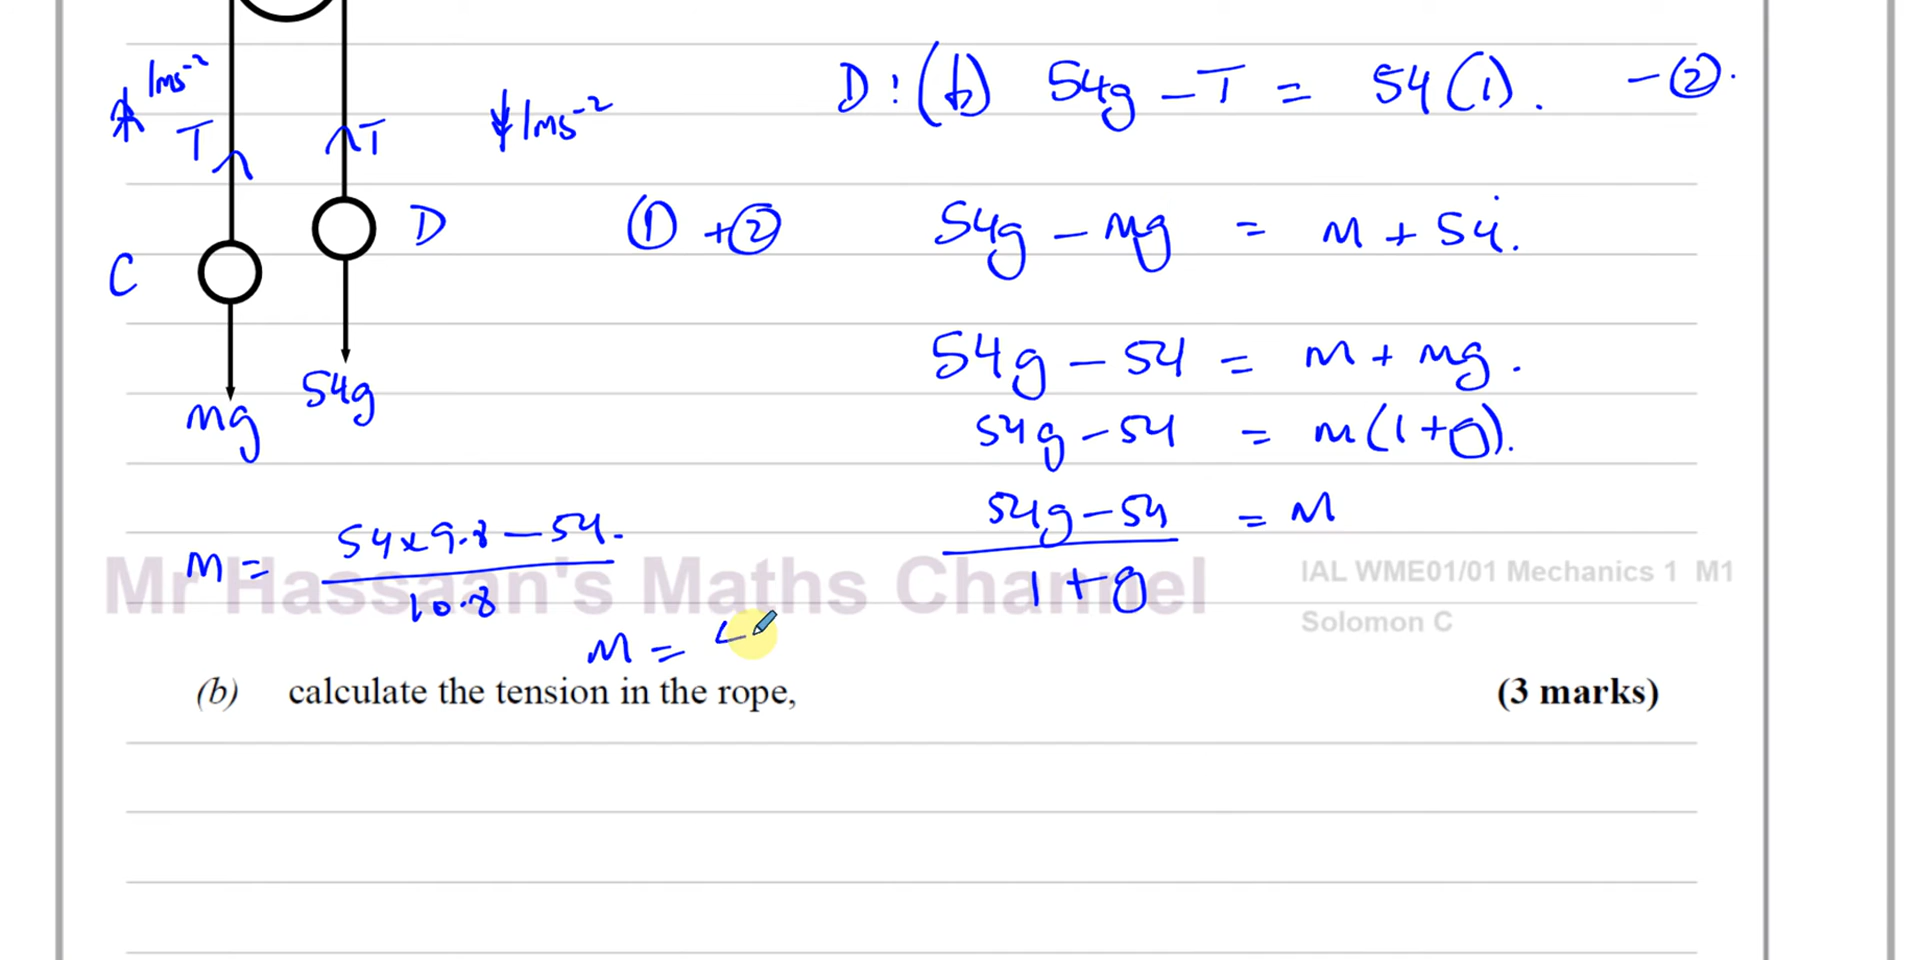 1ms⁻²
T
T
↓1ms⁻²
D : (↓) 54g - T = 54(1). - ②.
C
D
① + ② 54g - mg = m + 54.
mg
54g
54g - 54 = m + mg.
54g - 54 = m(1+g).
54g - 54 / 1+g = m
m = 54x9.8 - 54. / 10.8
m =
Mr Hassaan's Maths Channel
IAL WME01/01 Mechanics 1 M1
Solomon C
(b) calculate the tension in the rope, (3 marks)